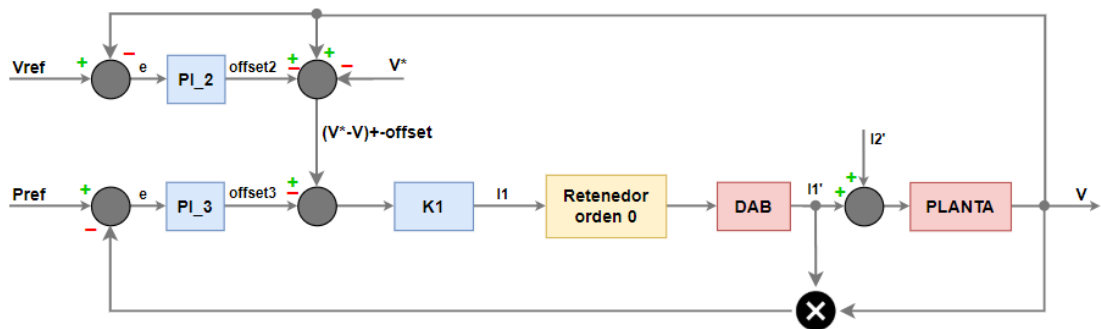 Vref
+
−
e
PI_2
offset2
+
−
+
−
V*
(V*-V)+-offset
Pref
+
−
e
PI_3
offset3
+
−
K1
I1
Retenedor
orden 0
DAB
I1'
I2'
+
+
PLANTA
V
X